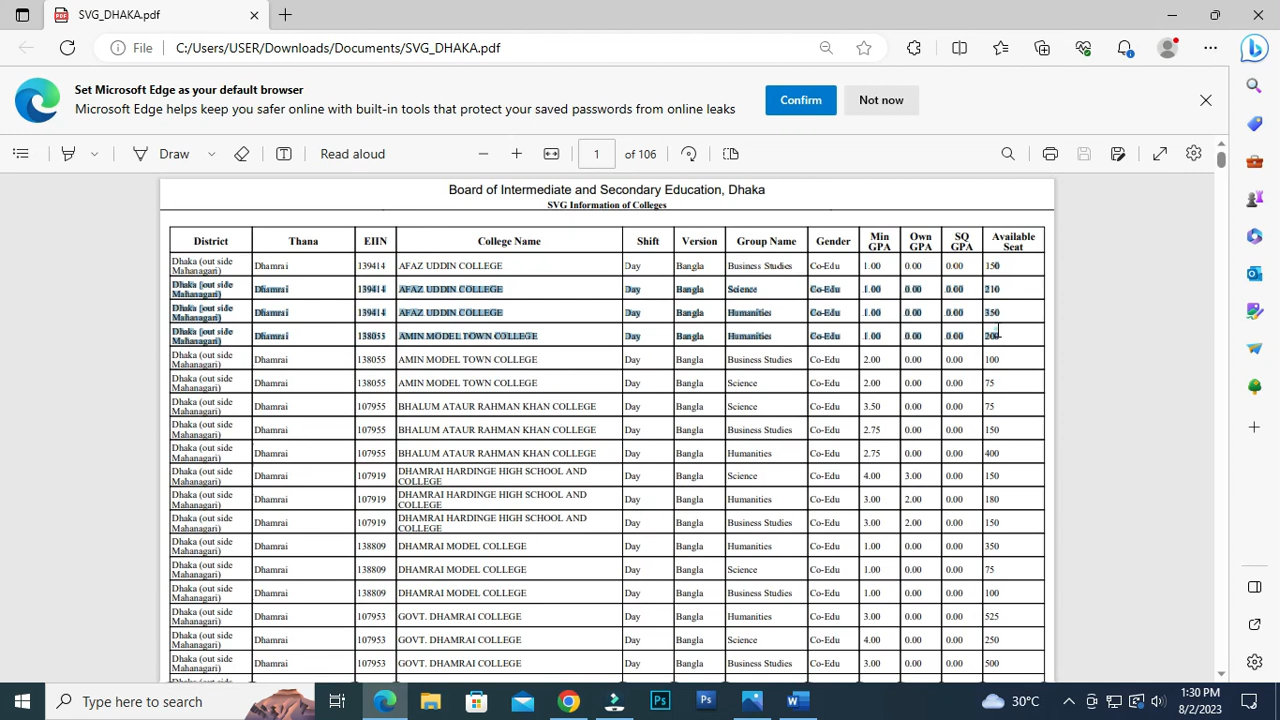 SVG_DHAKA.pdf
File C:/Users/USER/Downloads/Documents/SVG_DHAKA.pdf
Set Microsoft Edge as your default browser
Microsoft Edge helps keep you safer online with built-in tools that protect your saved passwords from online leaks
Confirm Not now
Draw Read aloud 1 of 106
Board of Intermediate and Secondary Education, Dhaka
SVG Information of Colleges
District Thana EIIN College Name Shift Version Group Name Gender Min GPA Own GPA SQ GPA Available Seat
Dhaka (out side Mahanagari) Dhamrai 139414 AFAZ UDDIN COLLEGE Day Bangla Business Studies Co-Edu 1.00 0.00 0.00 150
Dhaka (out side Mahanagari) Dhamrai 139414 AFAZ UDDIN COLLEGE Day Bangla Science Co-Edu 1.00 0.00 0.00 210
Dhaka (out side Mahanagari) Dhamrai 139414 AFAZ UDDIN COLLEGE Day Bangla Humanities Co-Edu 1.00 0.00 0.00 350
Dhaka (out side Mahanagari) Dhamrai 138055 AMIN MODEL TOWN COLLEGE Day Bangla Humanities Co-Edu 1.00 0.00 0.00 200
Dhaka (out side Mahanagari) Dhamrai 138055 AMIN MODEL TOWN COLLEGE Day Bangla Business Studies Co-Edu 2.00 0.00 0.00 100
Dhaka (out side Mahanagari) Dhamrai 138055 AMIN MODEL TOWN COLLEGE Day Bangla Science Co-Edu 2.00 0.00 0.00 75
Dhaka (out side Mahanagari) Dhamrai 107955 BHALUM ATAUR RAHMAN KHAN COLLEGE Day Bangla Science Co-Edu 3.50 0.00 0.00 75
Dhaka (out side Mahanagari) Dhamrai 107955 BHALUM ATAUR RAHMAN KHAN COLLEGE Day Bangla Business Studies Co-Edu 2.75 0.00 0.00 150
Dhaka (out side Mahanagari) Dhamrai 107955 BHALUM ATAUR RAHMAN KHAN COLLEGE Day Bangla Humanities Co-Edu 2.75 0.00 0.00 400
Dhaka (out side Mahanagari) Dhamrai 107919 DHAMRAI HARDINGE HIGH SCHOOL AND COLLEGE Day Bangla Science Co-Edu 4.00 3.00 0.00 150
Dhaka (out side Mahanagari) Dhamrai 107919 DHAMRAI HARDINGE HIGH SCHOOL AND COLLEGE Day Bangla Humanities Co-Edu 3.00 2.00 0.00 180
Dhaka (out side Mahanagari) Dhamrai 107919 DHAMRAI HARDINGE HIGH SCHOOL AND COLLEGE Day Bangla Business Studies Co-Edu 3.00 2.00 0.00 150
Dhaka (out side Mahanagari) Dhamrai 138809 DHAMRAI MODEL COLLEGE Day Bangla Humanities Co-Edu 1.00 0.00 0.00 350
Dhaka (out side Mahanagari) Dhamrai 138809 DHAMRAI MODEL COLLEGE Day Bangla Science Co-Edu 1.00 0.00 0.00 75
Dhaka (out side Mahanagari) Dhamrai 138809 DHAMRAI MODEL COLLEGE Day Bangla Business Studies Co-Edu 1.00 0.00 0.00 100
Dhaka (out side Mahanagari) Dhamrai 107953 GOVT. DHAMRAI COLLEGE Day Bangla Humanities Co-Edu 3.00 0.00 0.00 525
Dhaka (out side Mahanagari) Dhamrai 107953 GOVT. DHAMRAI COLLEGE Day Bangla Science Co-Edu 4.00 0.00 0.00 250
Dhaka (out side Mahanagari) Dhamrai 107953 GOVT. DHAMRAI COLLEGE Day Bangla Business Studies Co-Edu 3.00 0.00 0.00 500
Type here to search
30°C
1:30 PM
8/2/2023